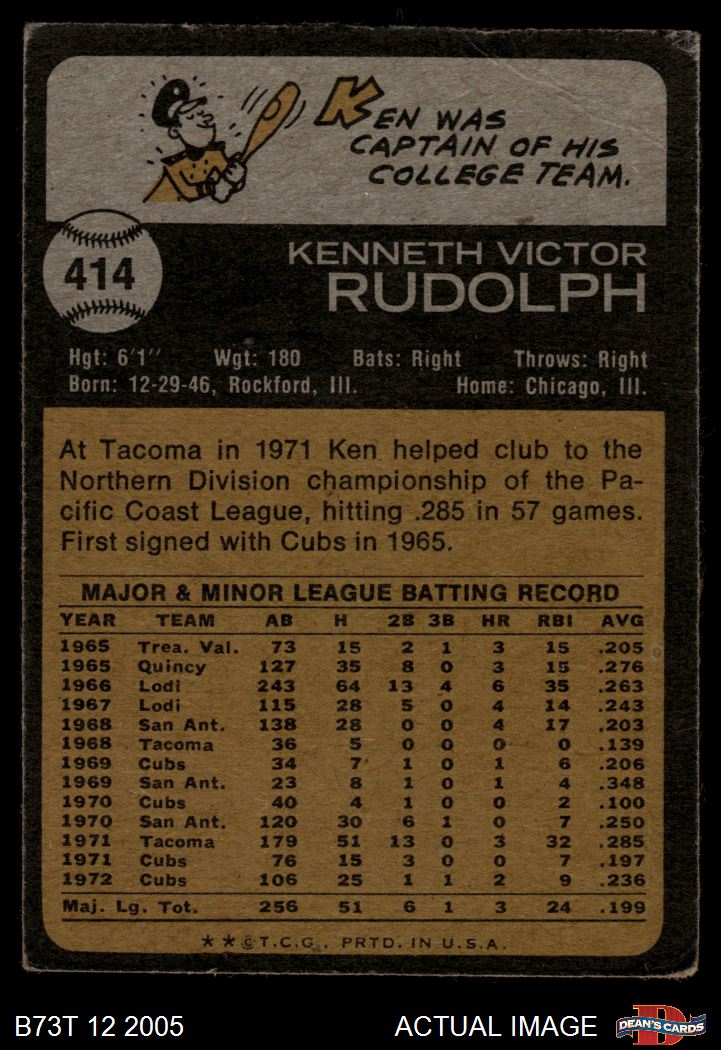 KEN WAS
CAPTAIN OF HIS
COLLEGE TEAM.
414
KENNETH VICTOR
RUDOLPH
Hgt: 6'1" Wgt: 180 Bats: Right Throws: Right
Born: 12-29-46, Rockford, Ill. Home: Chicago, Ill.
At Tacoma in 1971 Ken helped club to the
Northern Division championship of the Pa-
cific Coast League, hitting .285 in 57 games.
First signed with Cubs in 1965.
MAJOR & MINOR LEAGUE BATTING RECORD
YEAR TEAM AB H 2B 3B HR RBI AVG
1965 Trea. Val. 73 15 2 1 3 15 .205
1965 Quincy 127 35 8 0 3 15 .276
1966 Lodi 243 64 13 4 6 35 .263
1967 Lodi 115 28 5 0 4 14 .243
1968 San Ant. 138 28 0 0 4 17 .203
1968 Tacoma 36 5 0 0 0 0 .139
1969 Cubs 34 7 1 0 1 6 .206
1969 San Ant. 23 8 1 0 1 4 .348
1970 Cubs 40 4 1 0 0 2 .100
1970 San Ant. 120 30 6 1 0 7 .250
1971 Tacoma 179 51 13 0 3 32 .285
1971 Cubs 76 15 3 0 0 7 .197
1972 Cubs 106 25 1 1 2 9 .236
Maj. Lg. Tot. 256 51 6 1 3 24 .199
**©T.C.G. PRTD. IN U.S.A.
B73T 12 2005 ACTUAL IMAGE D DEAN'S CARDS